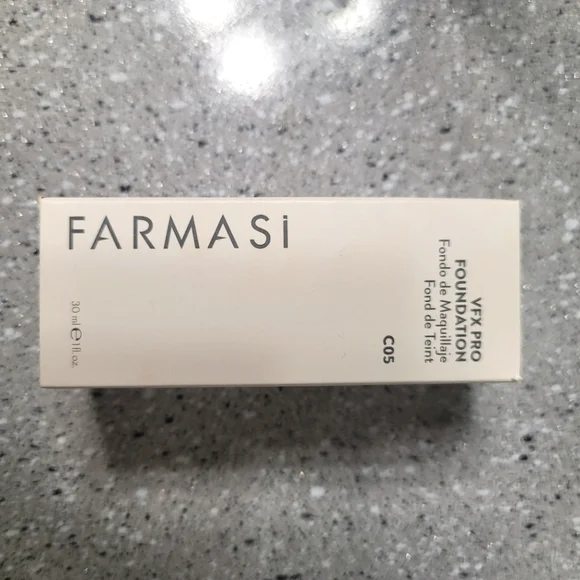 FARMASi
VFX PRO
FOUNDATION
Fondo de Maquillaje
Fond de Teint
C05
30 ml ℮ 1 fl. oz.